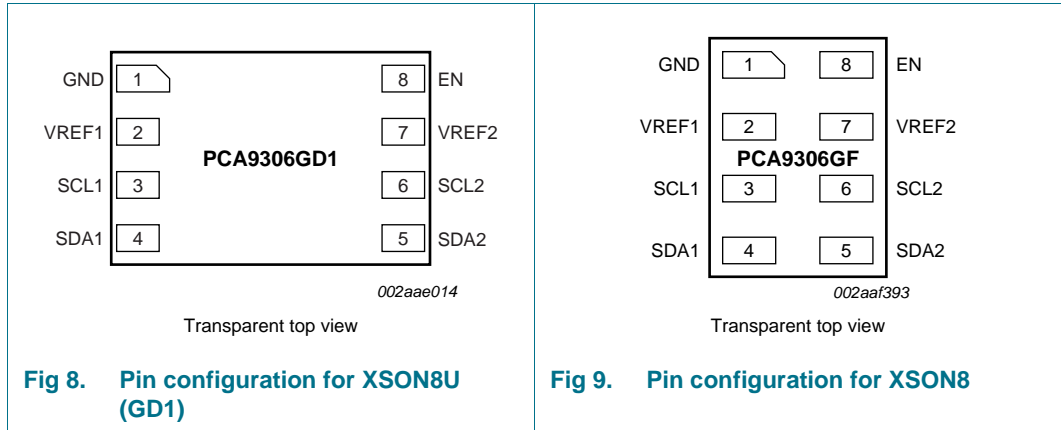 GND 1 8 EN
VREF1 2 7 VREF2
PCA9306GD1
SCL1 3 6 SCL2
SDA1 4 5 SDA2
002aae014
Transparent top view
Fig 8. Pin configuration for XSON8U
(GD1)
GND 1 8 EN
VREF1 2 7 VREF2
PCA9306GF
SCL1 3 6 SCL2
SDA1 4 5 SDA2
002aaf393
Transparent top view
Fig 9. Pin configuration for XSON8